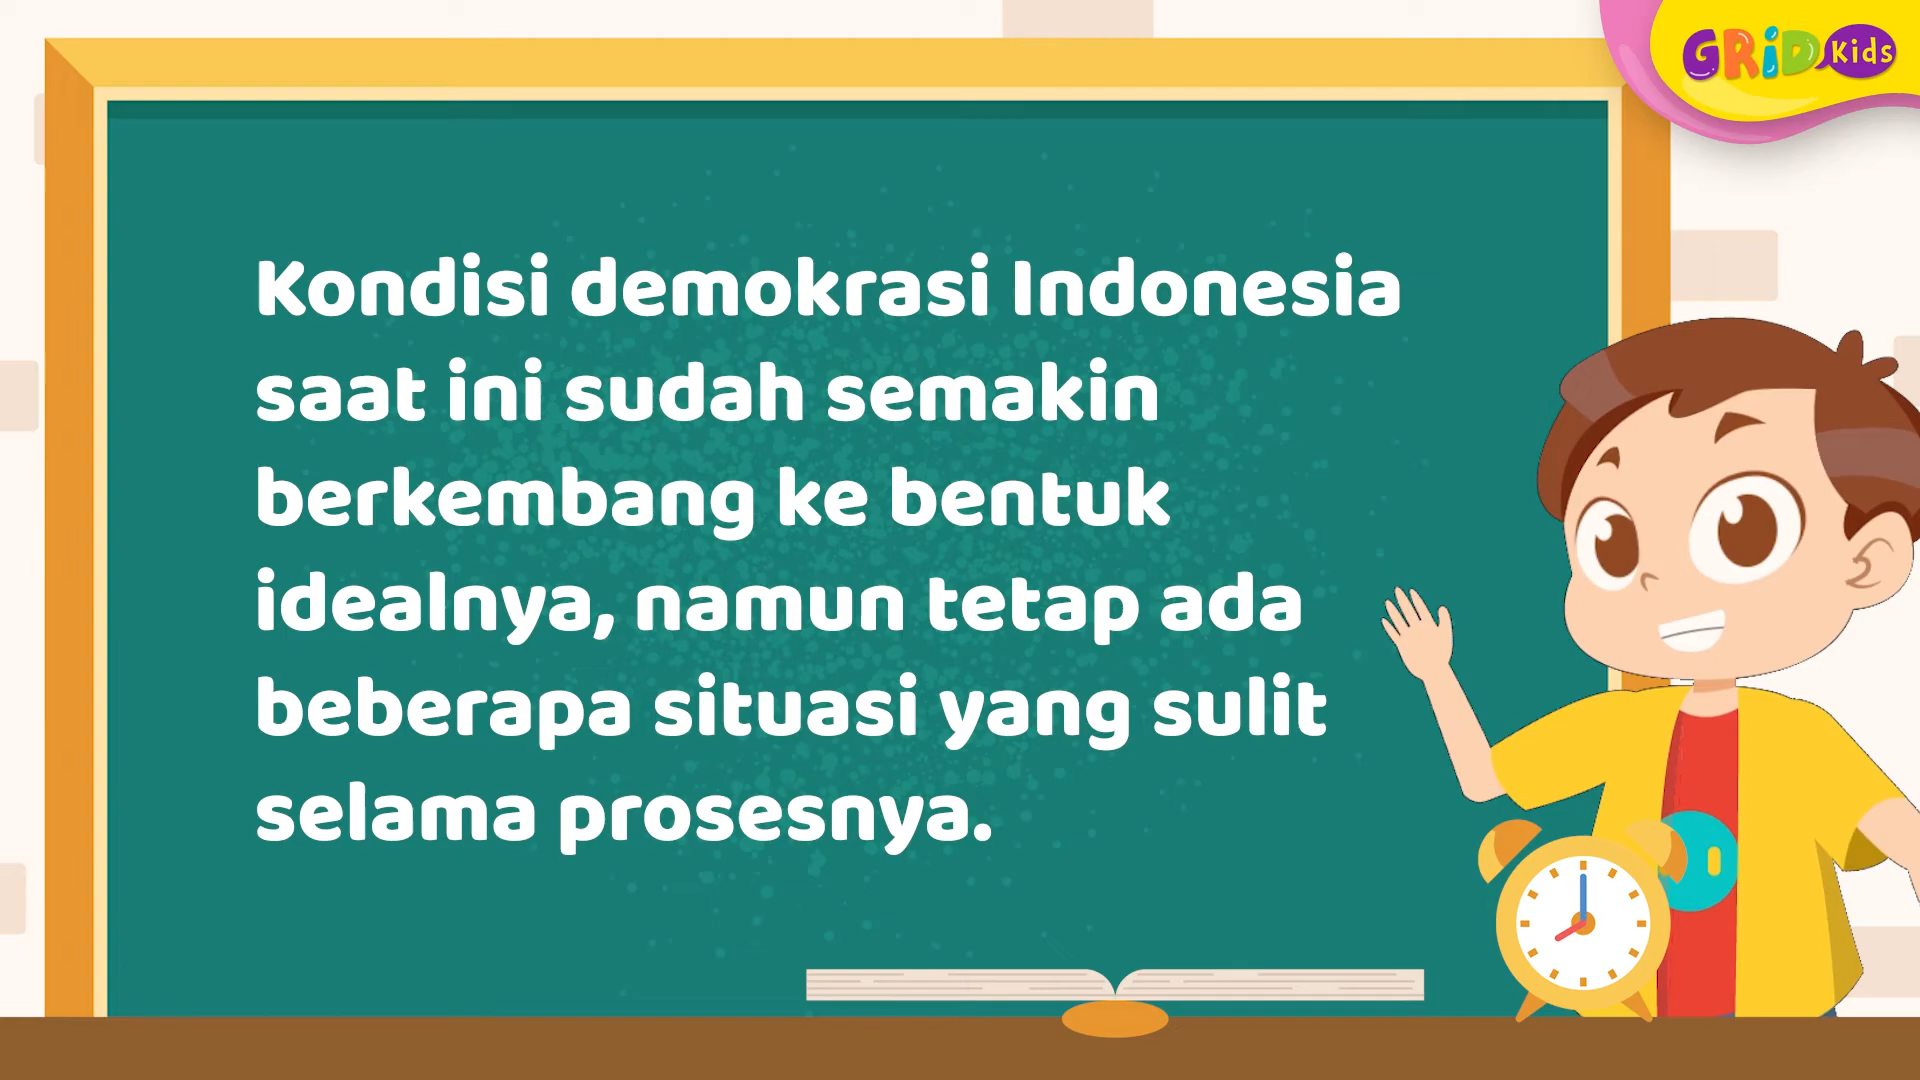 GRiD Kids
Kondisi demokrasi Indonesia
saat ini sudah semakin
berkembang ke bentuk
idealnya, namun tetap ada
beberapa situasi yang sulit
selama prosesnya.